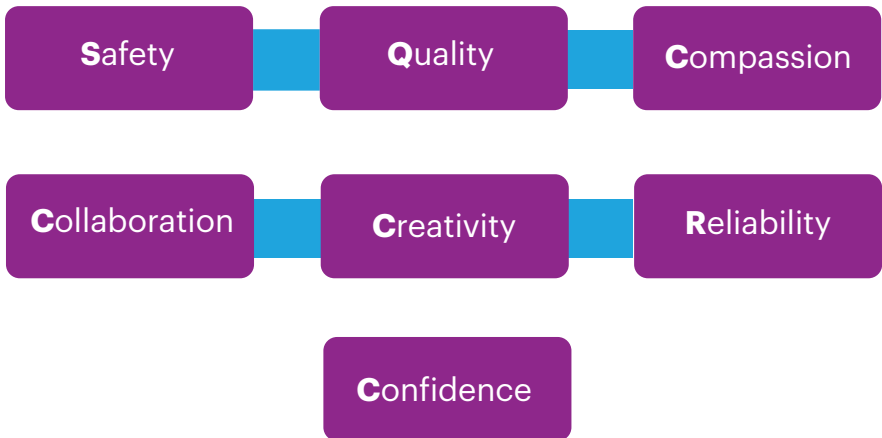 Safety
Quality
Compassion
Collaboration
Creativity
Reliability
Confidence